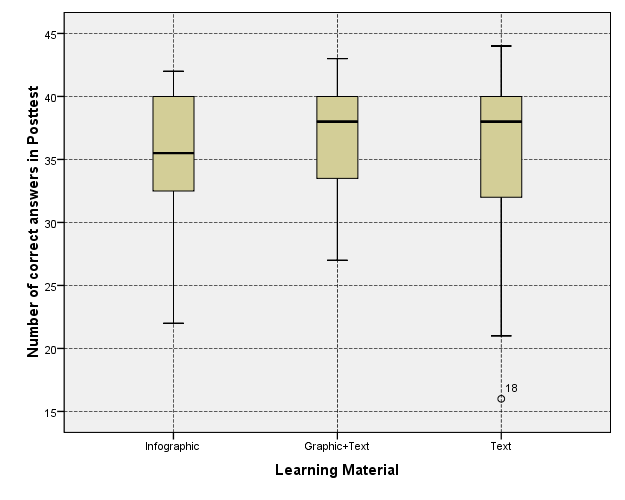 Number of correct answers in Posttest
45
40
35
30
25
20
15
18
Infographic
Graphic+Text
Text
Learning Material